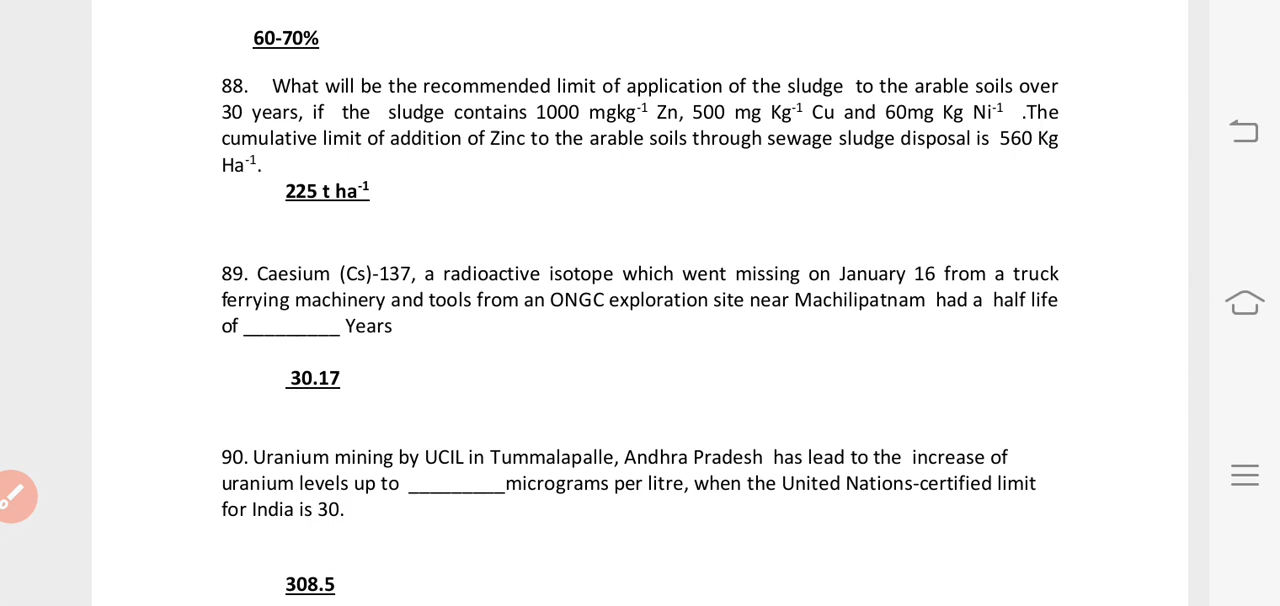 60-70%
88. What will be the recommended limit of application of the sludge to the arable soils over
30 years, if the sludge contains 1000 mgkg⁻¹ Zn, 500 mg Kg⁻¹ Cu and 60mg Kg Ni⁻¹ .The
cumulative limit of addition of Zinc to the arable soils through sewage sludge disposal is 560 Kg
Ha⁻¹.
225 t ha⁻¹
89. Caesium (Cs)-137, a radioactive isotope which went missing on January 16 from a truck
ferrying machinery and tools from an ONGC exploration site near Machilipatnam had a half life
of _________ Years
30.17
90. Uranium mining by UCIL in Tummalapalle, Andhra Pradesh has lead to the increase of
uranium levels up to _________micrograms per litre, when the United Nations-certified limit
for India is 30.
308.5